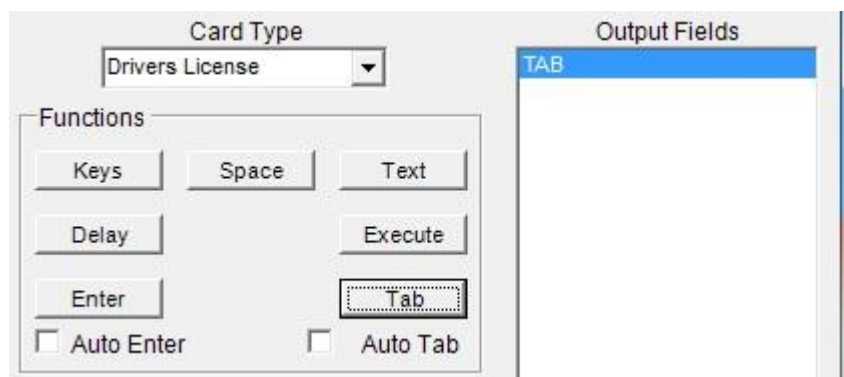 Card Type
Drivers License
Functions
Keys Space Text
Delay Execute
Enter Tab
Auto Enter Auto Tab
Output Fields
TAB